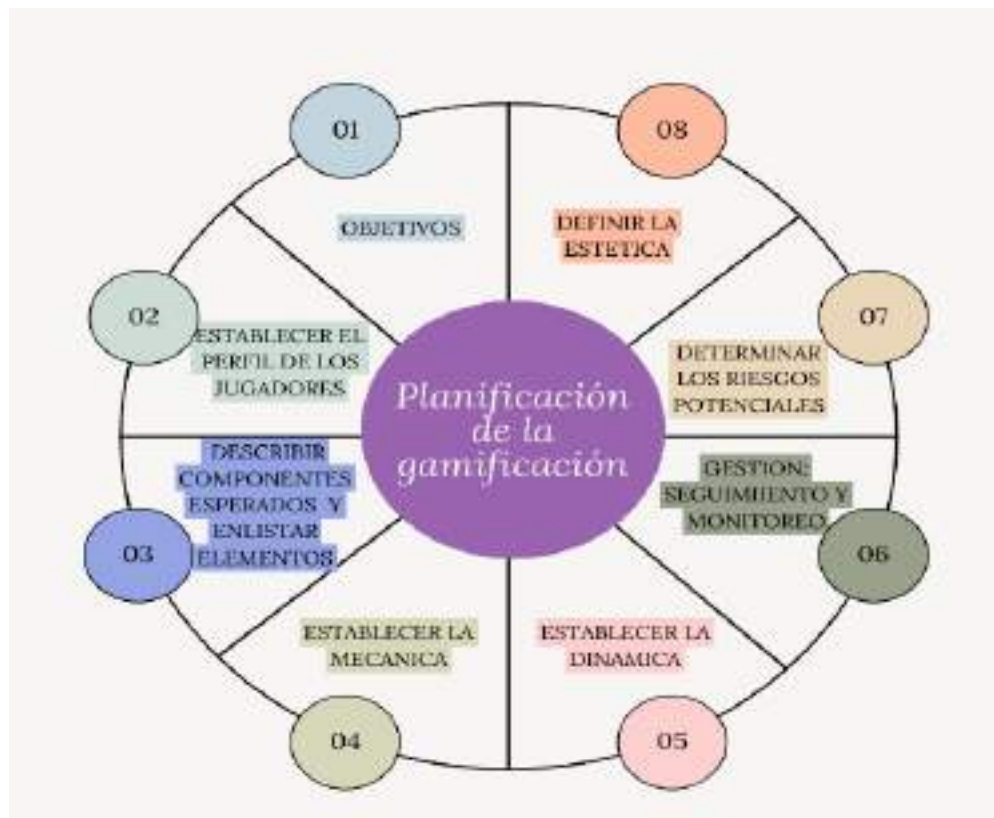 Planificación
de la
gamificación
01
OBJETIVOS
02
ESTABLECER EL
PERFIL DE LOS
JUGADORES
03
DESCRIBIR
COMPONENTES
ESPERADOS Y
ENLISTAR
ELEMENTOS
04
ESTABLECER LA
MECANICA
05
ESTABLECER LA
DINAMICA
06
GESTION:
SEGUIMIENTO Y
MONITOREO
07
DETERMINAR
LOS RIESGOS
POTENCIALES
08
DEFINIR LA
ESTETICA